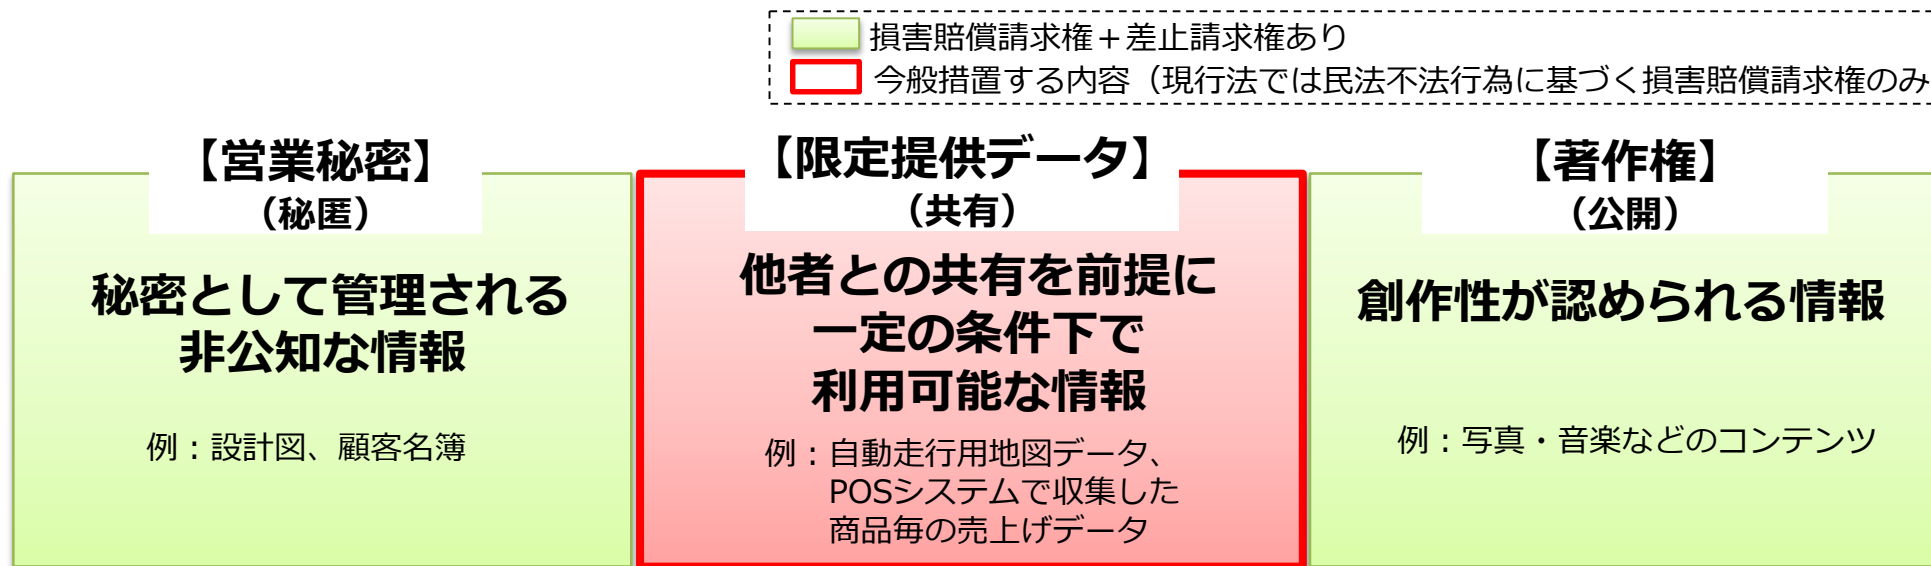 損害賠償請求権＋差止請求権あり
今般措置する内容（現行法では民法不法行為に基づく損害賠償請求権のみ
【営業秘密】
（秘匿）
秘密として管理される
非公知な情報
例：設計図、顧客名簿
【限定提供データ】
（共有）
他者との共有を前提に
一定の条件下で
利用可能な情報
例：自動走行用地図データ、
POSシステムで収集した
商品毎の売上げデータ
【著作権】
（公開）
創作性が認められる情報
例：写真・音楽などのコンテンツ